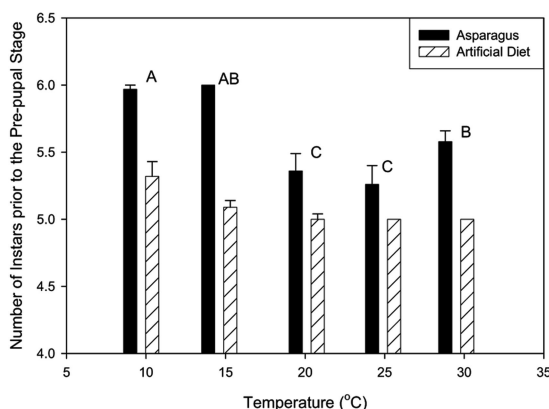 6.5
6.0
5.5
5.0
4.5
4.0
Number of Instars prior to the Pre-pupal Stage
Asparagus
Artificial Diet
A
AB
C
C
B
5
10
15
20
25
30
35
Temperature (°C)